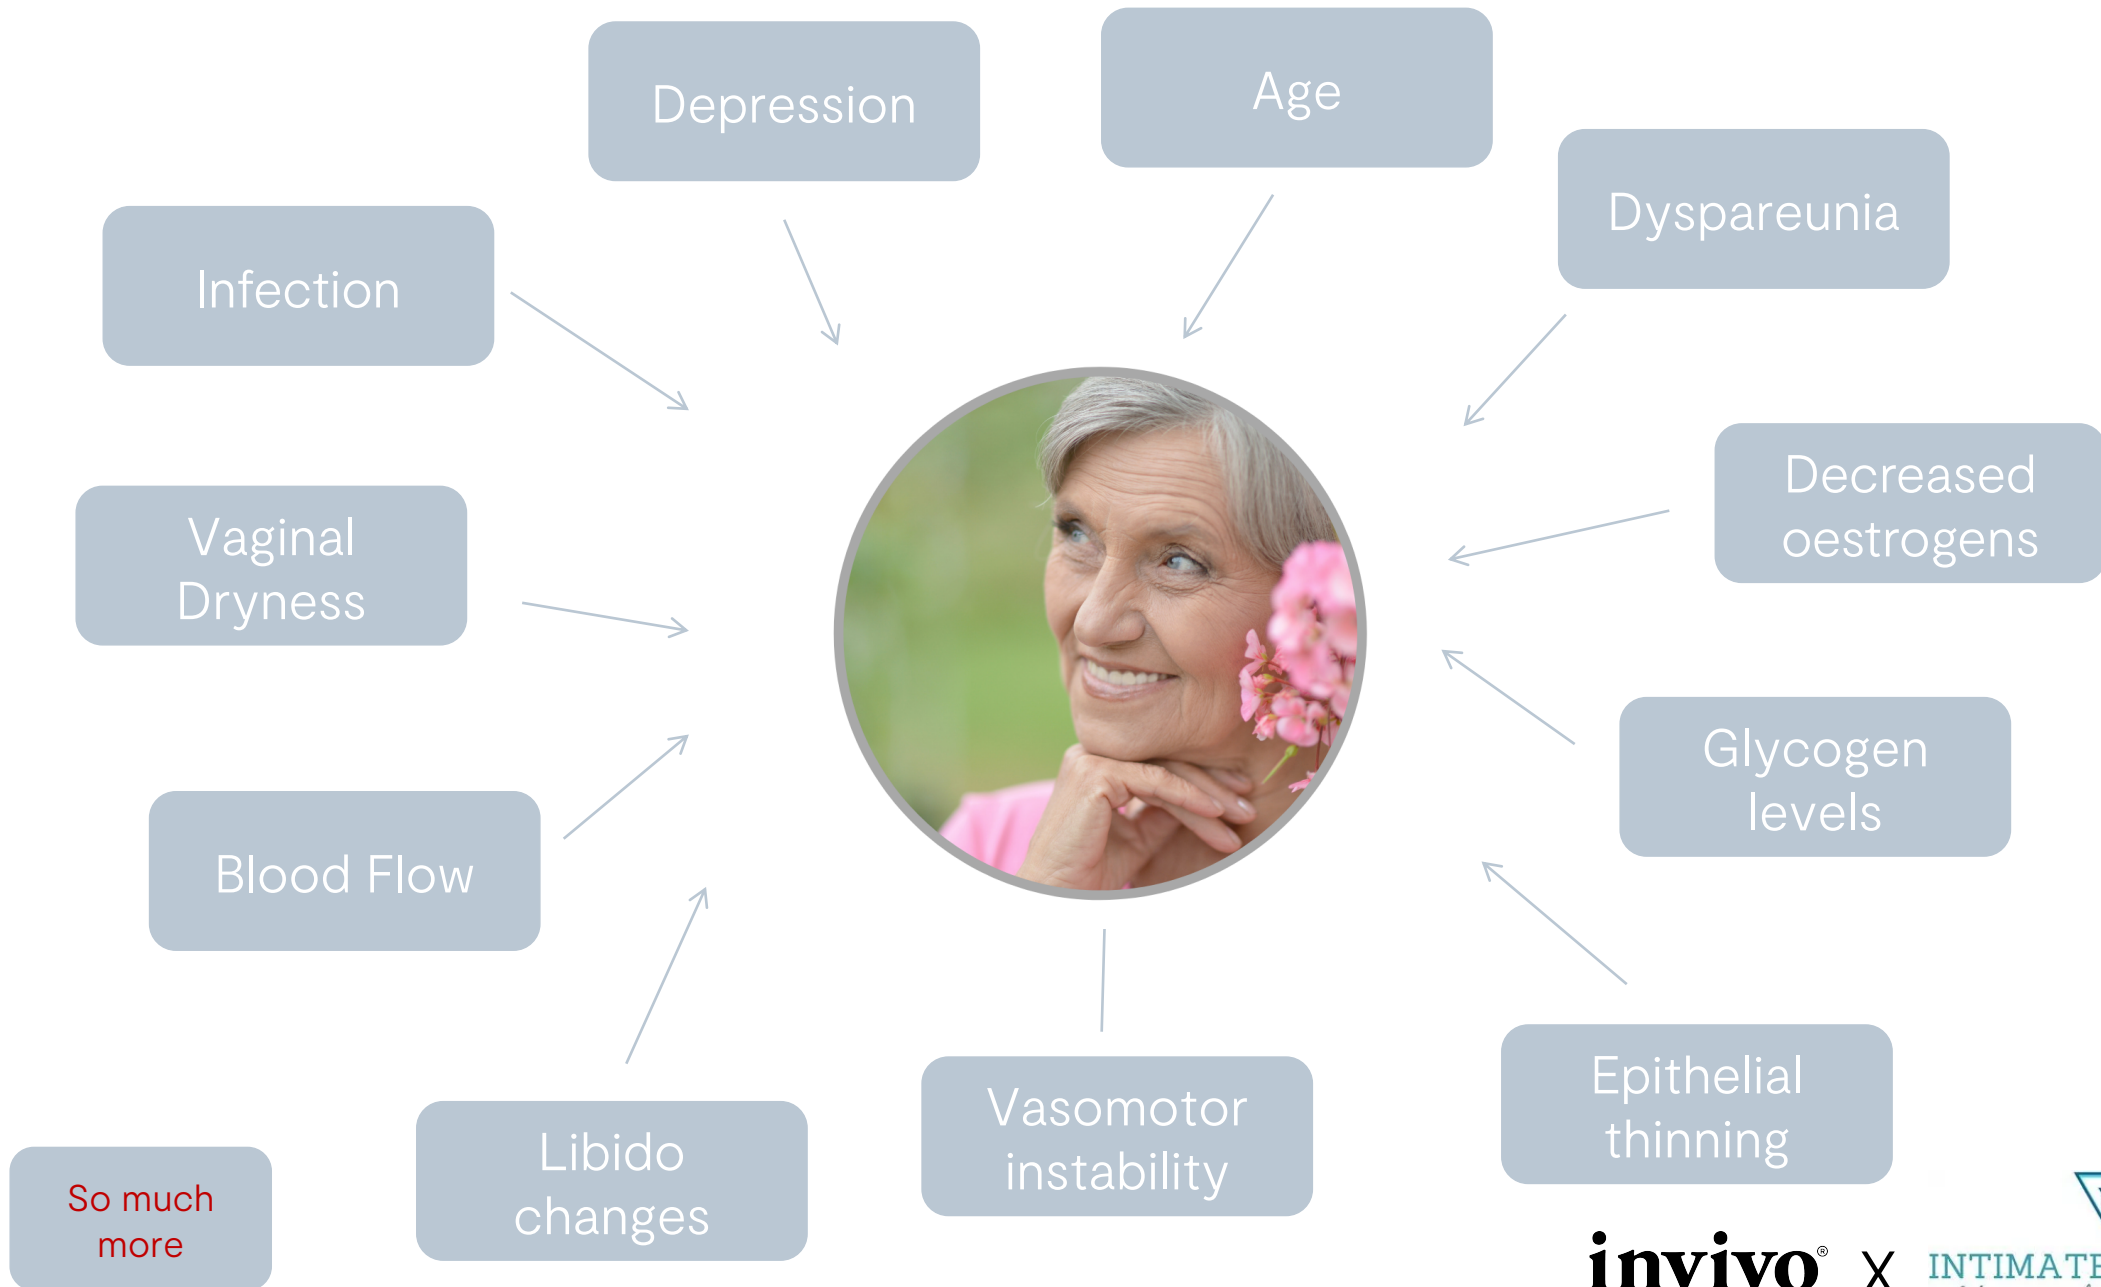 Depression
Age
Dyspareunia
Infection
Decreased
oestrogens
Vaginal
Dryness
Glycogen
levels
Blood Flow
Epithelial
thinning
Vasomotor
instability
Libido
changes
So much
more
invivo® X INTIMATE